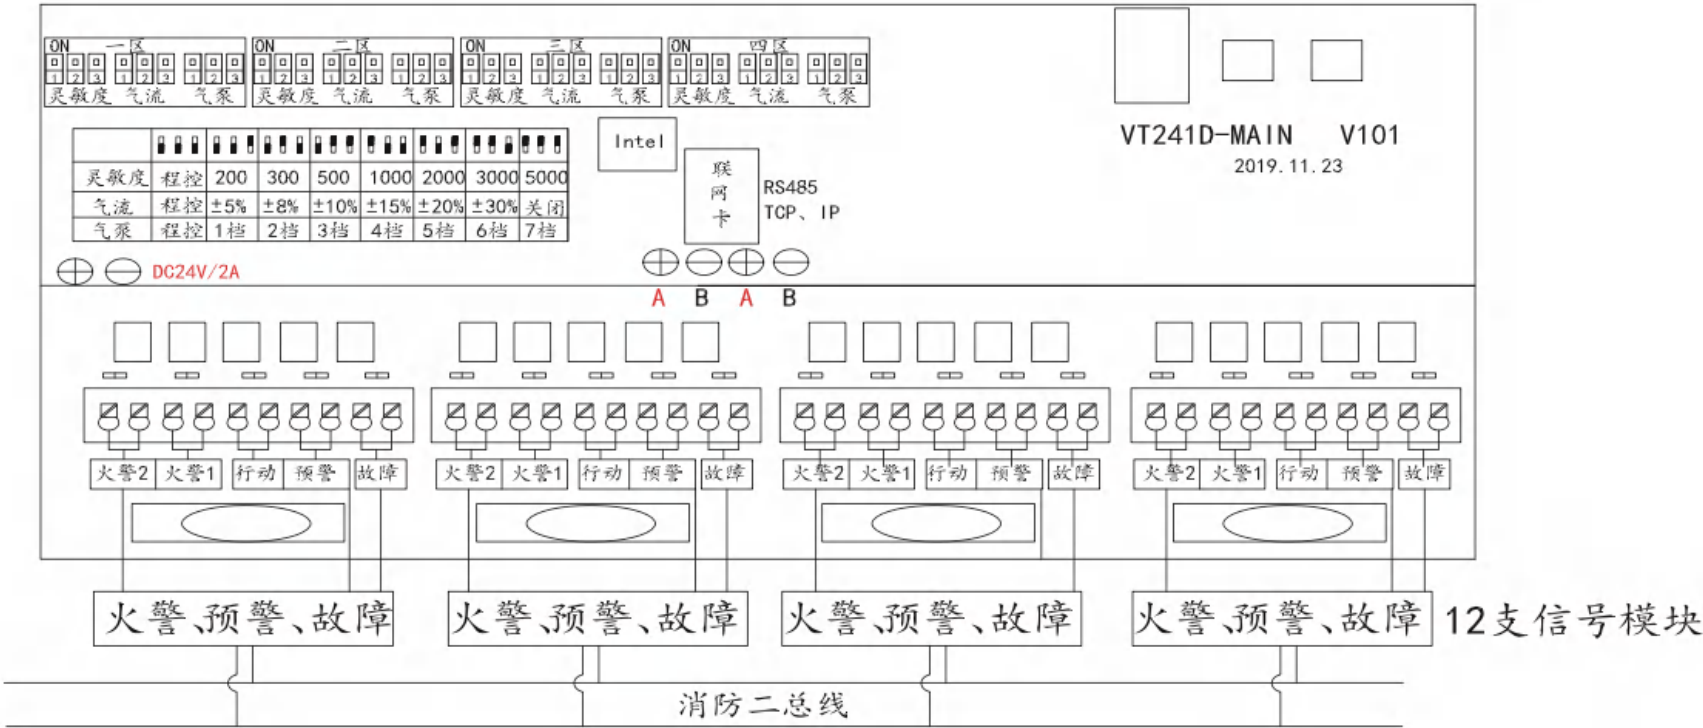 ON 一区 ON 二区 ON 三区 ON 四区
1 2 3 1 2 3 1 2 3 1 2 3 1 2 3 1 2 3 1 2 3 1 2 3 1 2 3 1 2 3 1 2 3 1 2 3
灵敏度 气流 气泵 灵敏度 气流 气泵 灵敏度 气流 气泵 灵敏度 气流 气泵
灵敏度 程控 200 300 500 1000 2000 3000 5000
气流 程控 ±5% ±8% ±10% ±15% ±20% ±30% 关闭
气泵 程控 1档 2档 3档 4档 5档 6档 7档
Intel
联
网
卡
RS485
TCP、IP
VT241D-MAIN V101
2019.11.23
DC24V/2A
A B A B
火警2 火警1 行动 预警 故障 火警2 火警1 行动 预警 故障 火警2 火警1 行动 预警 故障 火警2 火警1 行动 预警 故障
火警、预警、故障 火警、预警、故障 火警、预警、故障 火警、预警、故障 12支信号模块
消防二总线